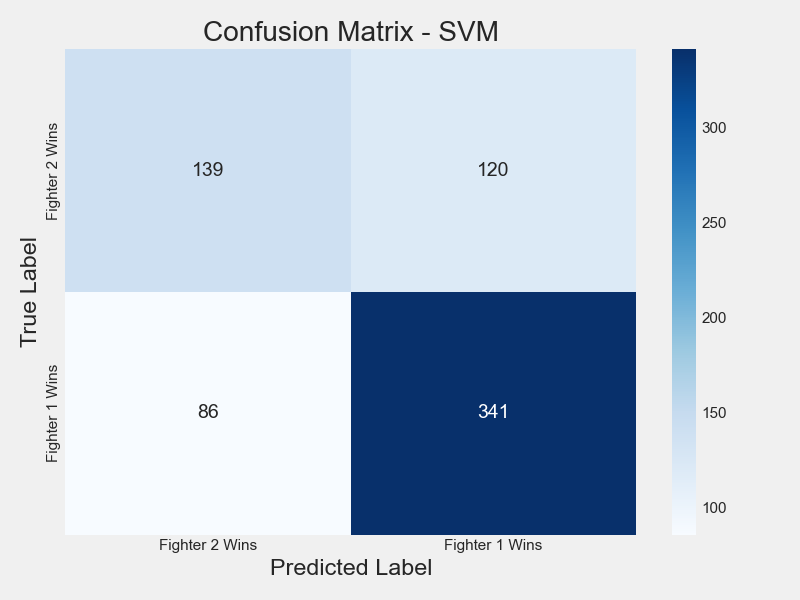 Confusion Matrix - SVM
True Label
Fighter 2 Wins
139
120
Fighter 1 Wins
86
341
Fighter 2 Wins
Fighter 1 Wins
Predicted Label
300
250
200
150
100